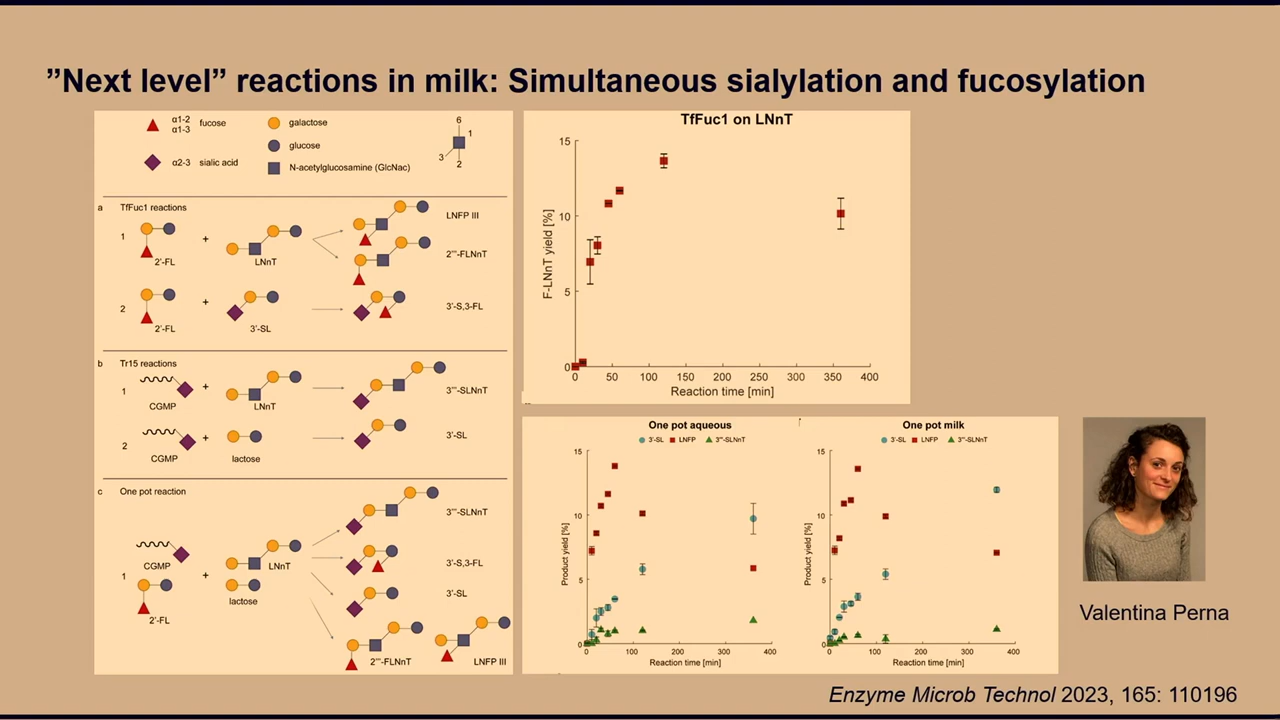 ”Next level” reactions in milk: Simultaneous sialylation and fucosylation
α1-2
α1-3
fucose
galactose
glucose
α2-3 sialic acid
N-acetylglucosamine (GlcNac)
6
1
3
2
a TfFuc1 reactions
1
+
2'-FL
LNnT
LNFP III
2''''-FLNnT
2
+
2'-FL
3'-SL
3'-S,3-FL
b Tr15 reactions
1
+
CGMP
LNnT
3'''-SLNnT
2
+
CGMP
lactose
3'-SL
c One pot reaction
1
CGMP
+
LNnT
2'-FL
lactose
3'''-SLNnT
3'-S,3-FL
3'-SL
2'''-FLNnT
LNFP III
TfFuc1 on LNnT
F-LNnT yield [%]
15
10
5
0
0 50 100 150 200 250 300 350 400
Reaction time [min]
One pot aqueous
3'-SL LNFP 3'''-SLNnT
Product yield [%]
15
10
5
0
0 100 200 300 400
Reaction time [min]
One pot milk
3'-SL LNFP 3'''-SLNnT
Product yield [%]
15
10
5
0
0 100 200 300 400
Reaction time [min]
Valentina Perna
Enzyme Microb Technol 2023, 165: 110196